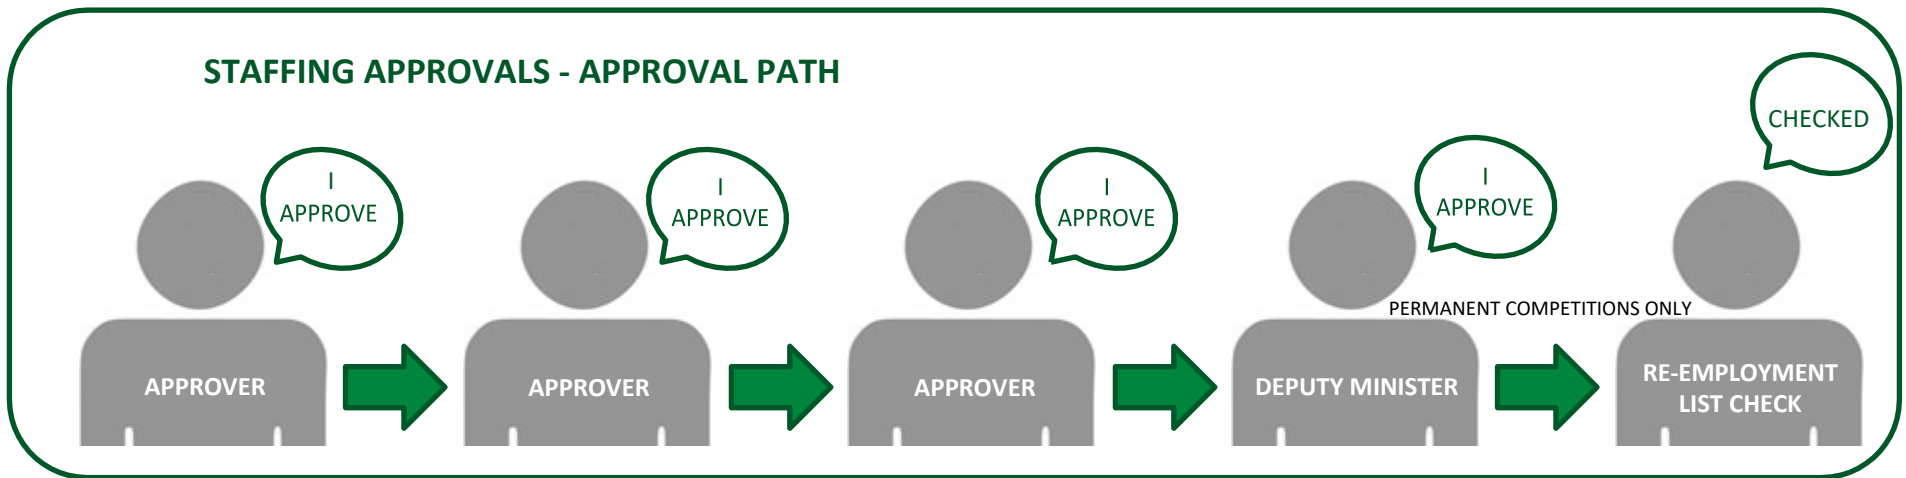 STAFFING APPROVALS - APPROVAL PATH
CHECKED
I
APPROVE
I
APPROVE
I
APPROVE
I
APPROVE
PERMANENT COMPETITIONS ONLY
APPROVER
APPROVER
APPROVER
DEPUTY MINISTER
RE-EMPLOYMENT
LIST CHECK